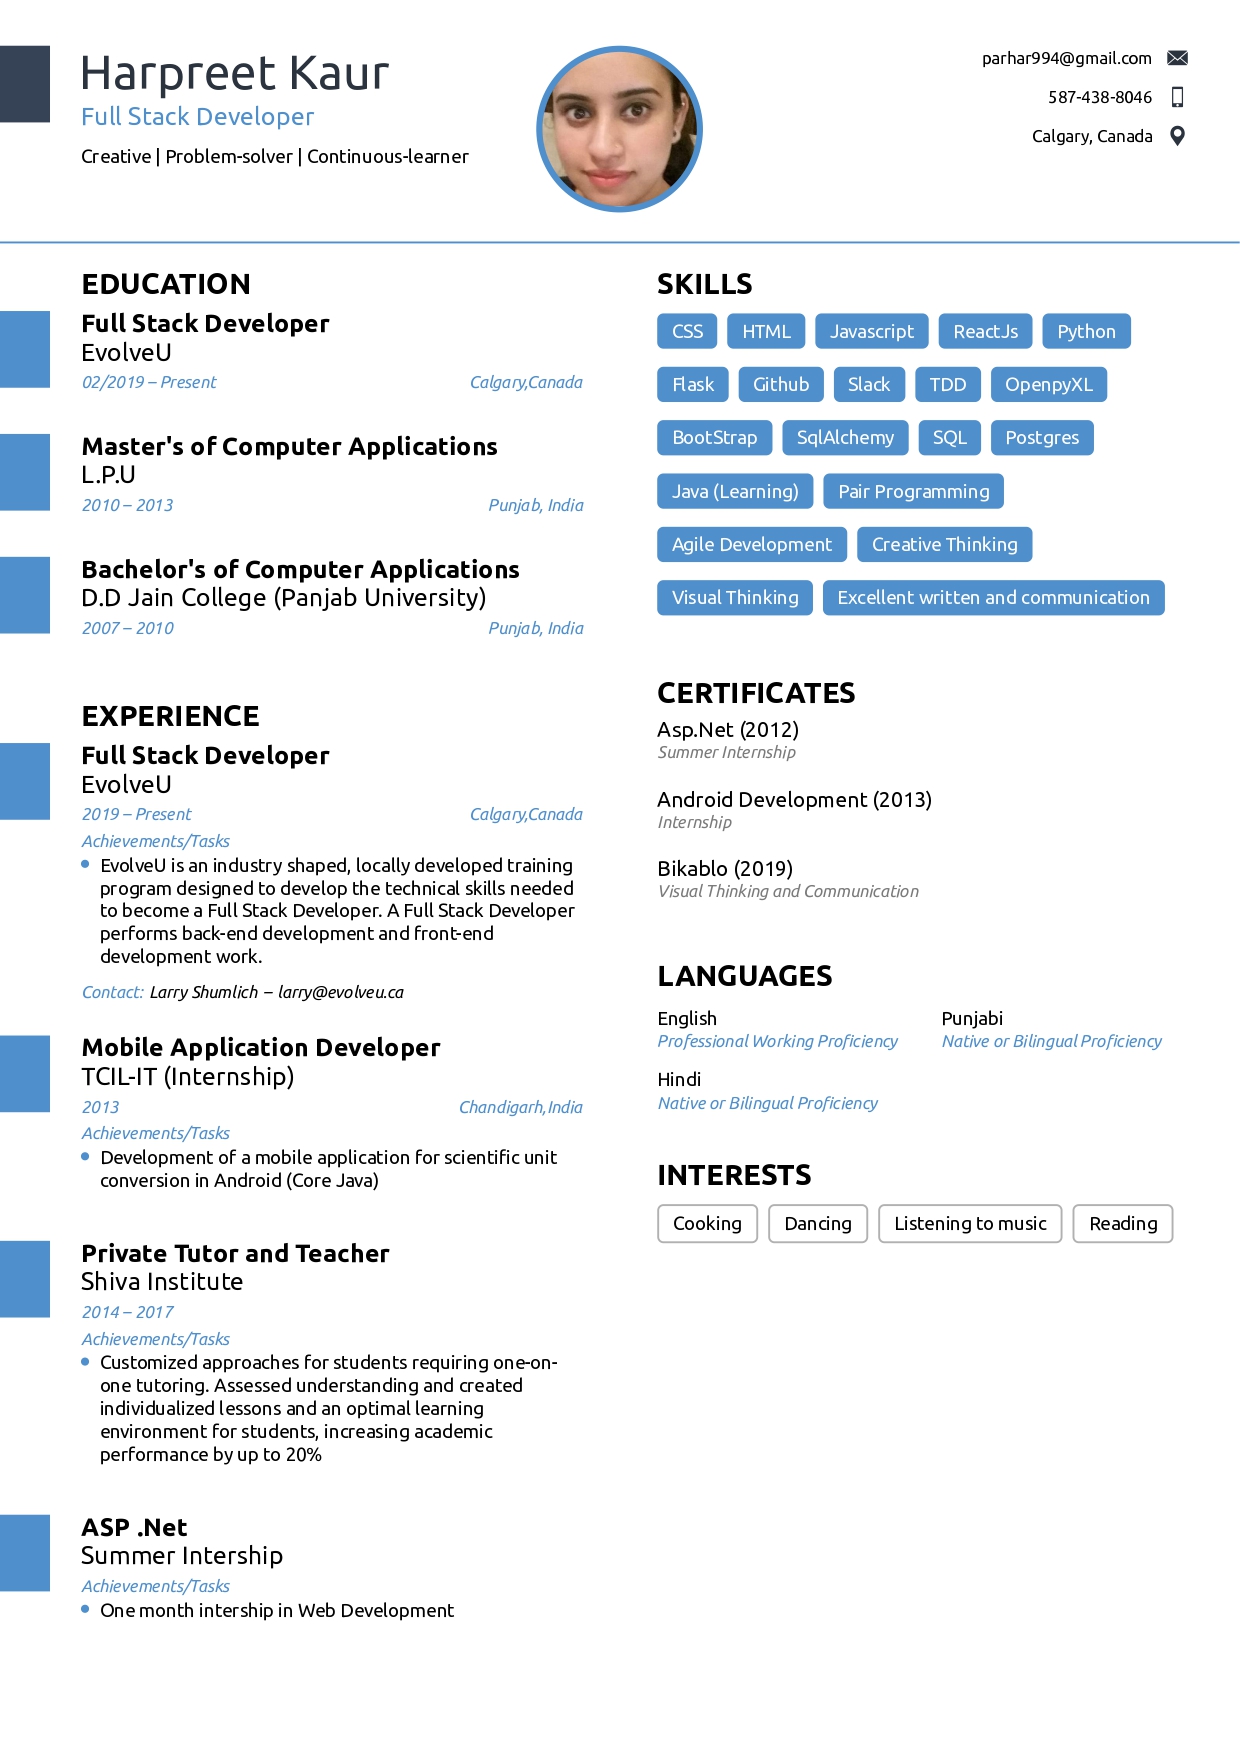 Harpreet Kaur
Full Stack Developer
Creative | Problem-solver | Continuous-learner
parhar994@gmail.com
587-438-8046
Calgary, Canada
EDUCATION
Full Stack Developer
EvolveU
02/2019 – Present Calgary,Canada
Master's of Computer Applications
L.P.U
2010 – 2013 Punjab, India
Bachelor's of Computer Applications
D.D Jain College (Panjab University)
2007 – 2010 Punjab, India
EXPERIENCE
Full Stack Developer
EvolveU
2019 – Present Calgary,Canada
Achievements/Tasks
EvolveU is an industry shaped, locally developed training
program designed to develop the technical skills needed
to become a Full Stack Developer. A Full Stack Developer
performs back-end development and front-end
development work.
Contact: Larry Shumlich – larry@evolveu.ca
Mobile Application Developer
TCIL-IT (Internship)
2013 Chandigarh,India
Achievements/Tasks
Development of a mobile application for scientific unit
conversion in Android (Core Java)
Private Tutor and Teacher
Shiva Institute
2014 – 2017
Achievements/Tasks
Customized approaches for students requiring one-on-
one tutoring. Assessed understanding and created
individualized lessons and an optimal learning
environment for students, increasing academic
performance by up to 20%
ASP .Net
Summer Intership
Achievements/Tasks
One month intership in Web Development
SKILLS
CSS HTML Javascript ReactJs Python
Flask Github Slack TDD OpenpyXL
BootStrap SqlAlchemy SQL Postgres
Java (Learning) Pair Programming
Agile Development Creative Thinking
Visual Thinking Excellent written and communication
CERTIFICATES
Asp.Net (2012)
Summer Internship
Android Development (2013)
Internship
Bikablo (2019)
Visual Thinking and Communication
LANGUAGES
English Punjabi
Professional Working Proficiency Native or Bilingual Proficiency
Hindi
Native or Bilingual Proficiency
INTERESTS
Cooking Dancing Listening to music Reading